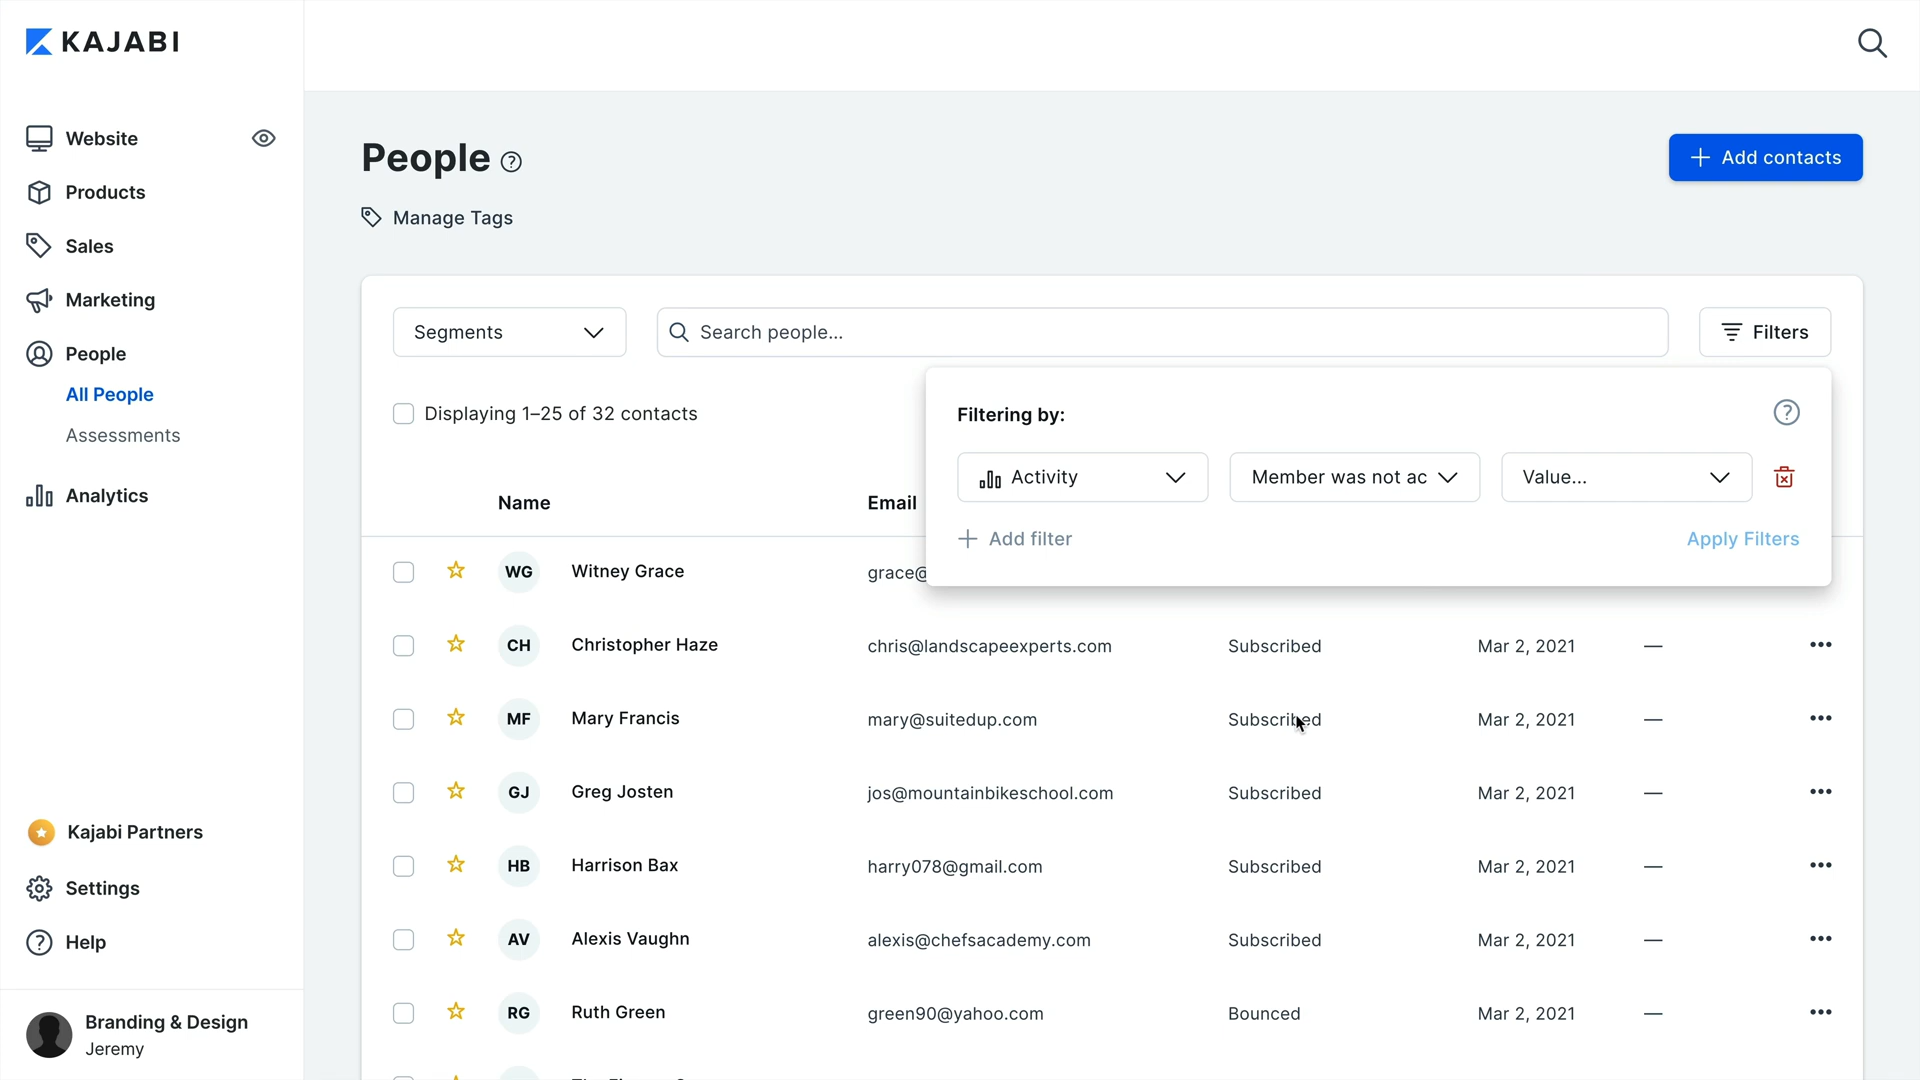 KAJABI
Website
Products
Sales
Marketing
People
All People
Assessments
Analytics
Kajabi Partners
Settings
Help
Branding & Design
Jeremy
People
Add contacts
Manage Tags
Segments
Search people...
Filters
Displaying 1–25 of 32 contacts
Filtering by:
Activity
Member was not ac
Value...
Add filter
Apply Filters
Name
Email
WG Witney Grace grace@
CH Christopher Haze chris@landscapeexperts.com Subscribed Mar 2, 2021 —
MF Mary Francis mary@suitedup.com Subscribed Mar 2, 2021 —
GJ Greg Josten jos@mountainbikeschool.com Subscribed Mar 2, 2021 —
HB Harrison Bax harry078@gmail.com Subscribed Mar 2, 2021 —
AV Alexis Vaughn alexis@chefsacademy.com Subscribed Mar 2, 2021 —
RG Ruth Green green90@yahoo.com Bounced Mar 2, 2021 —